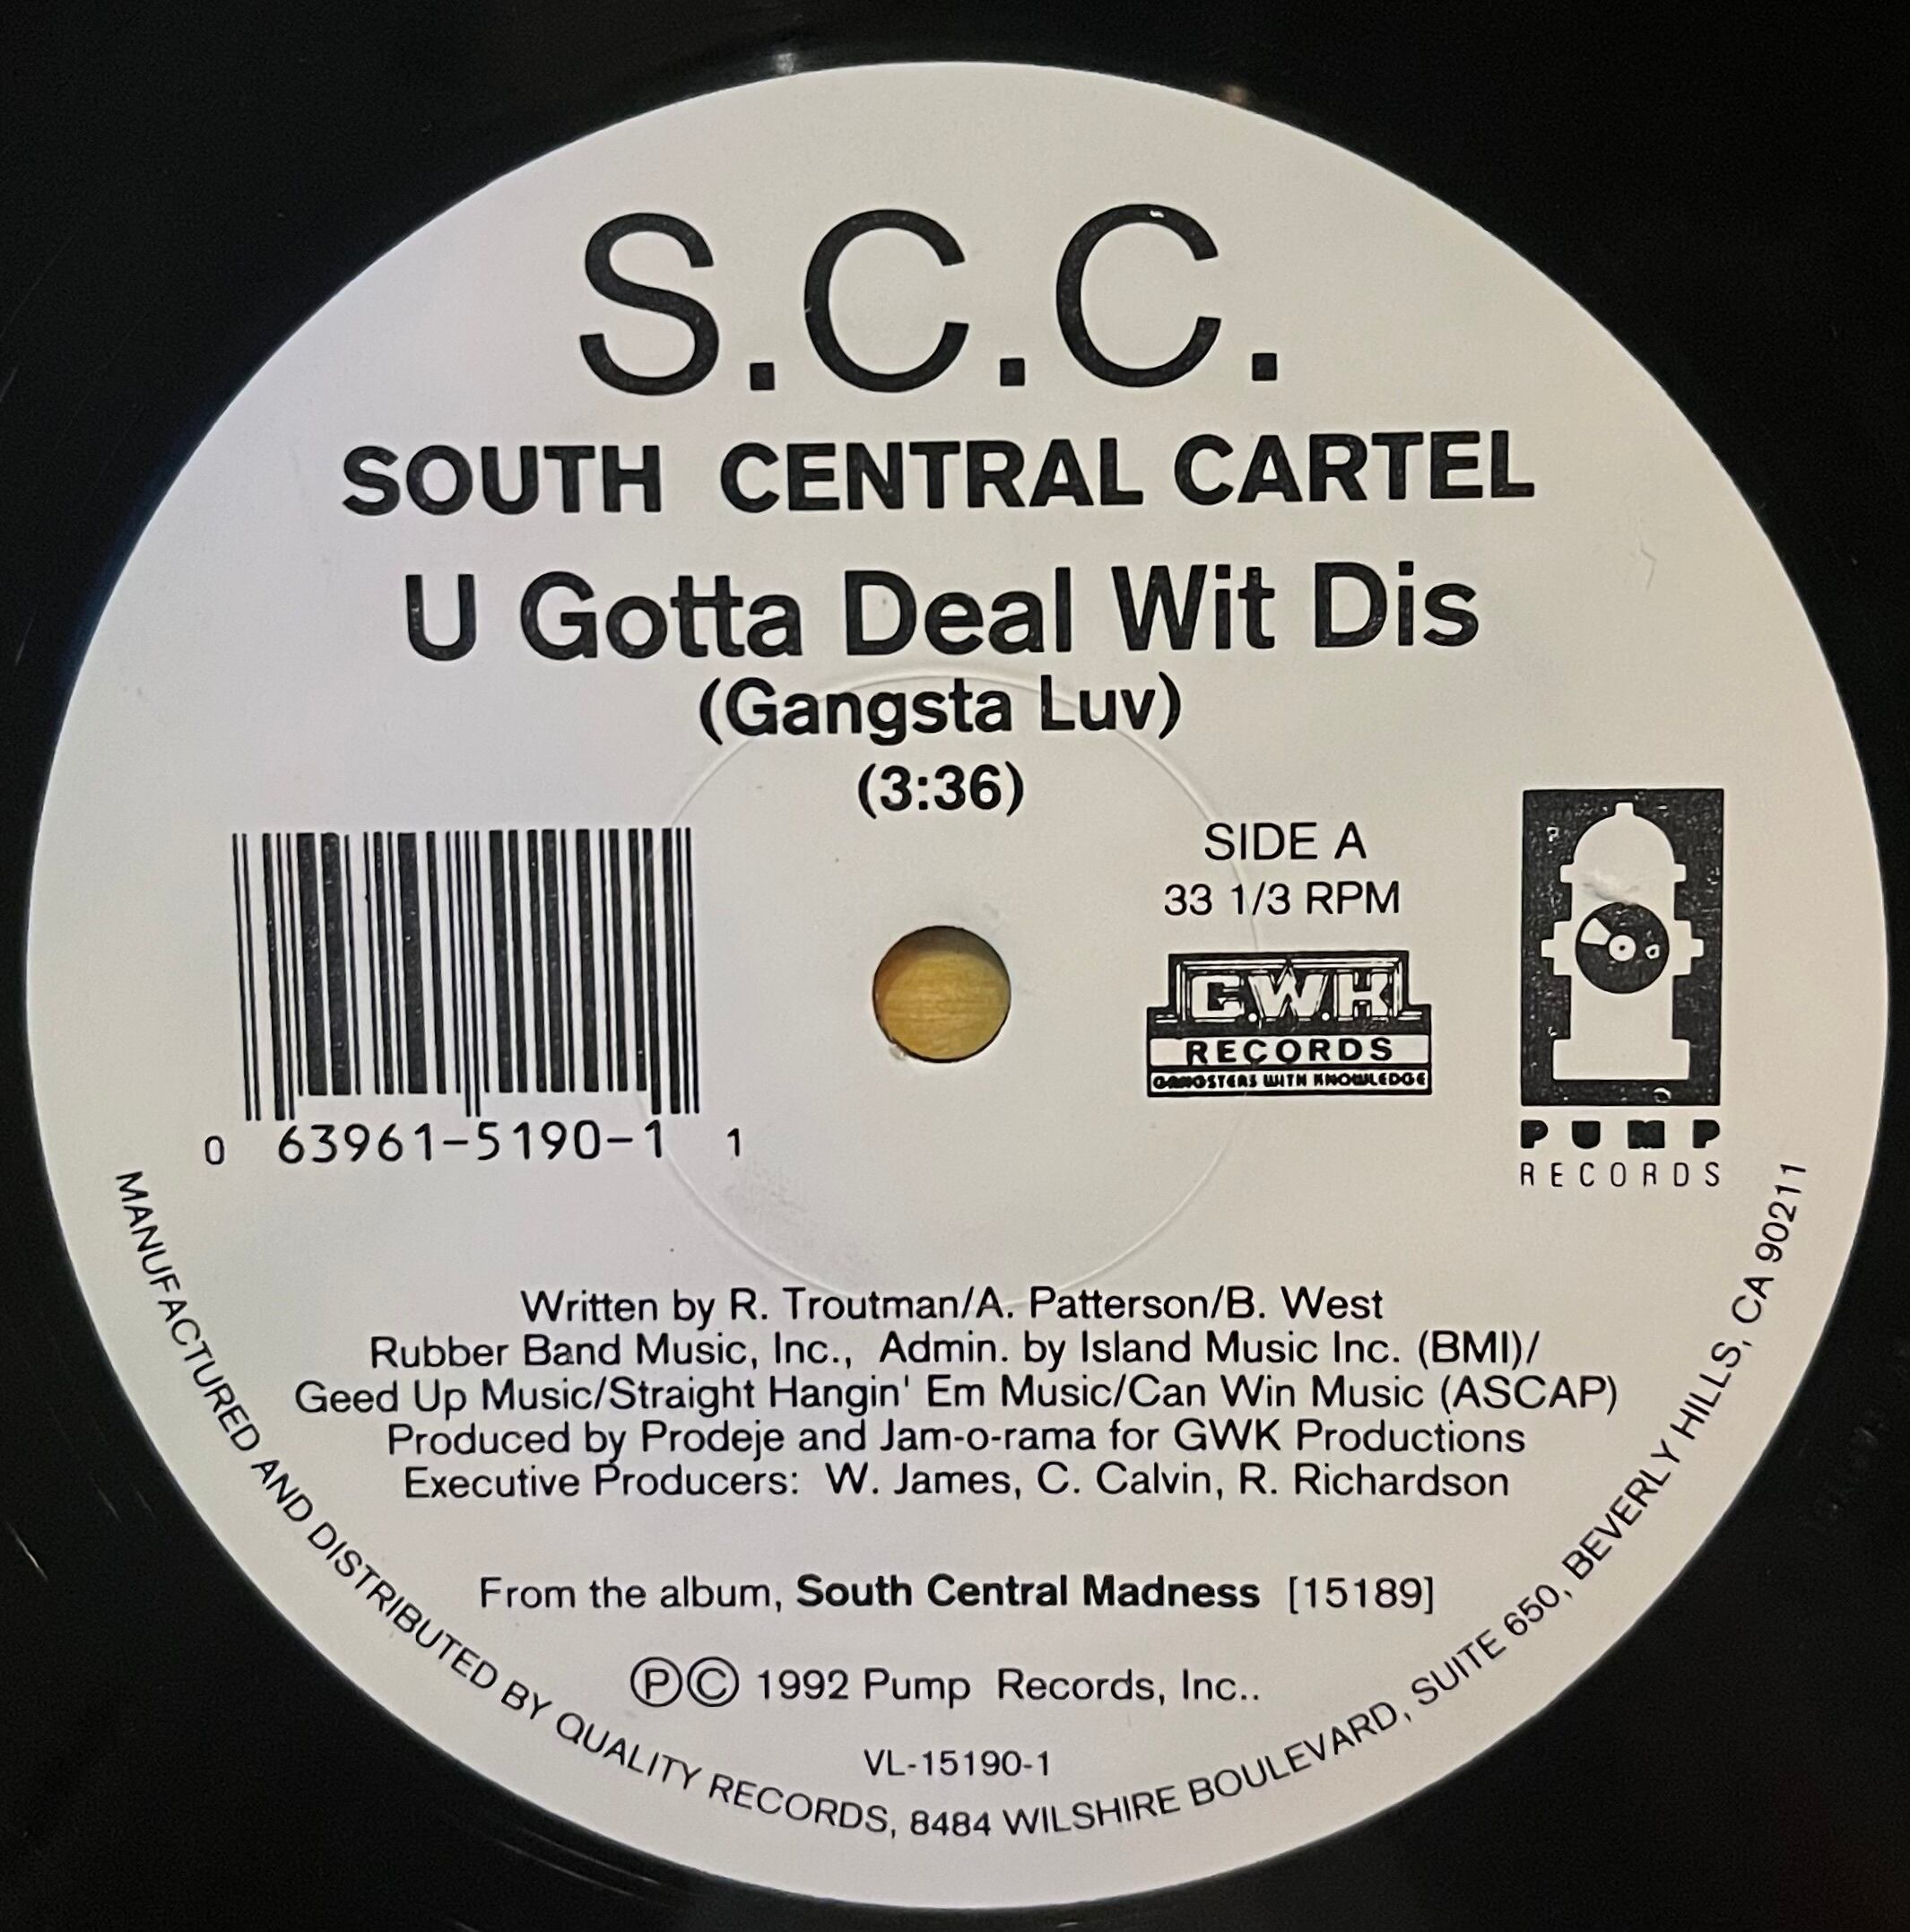 S.C.C.
SOUTH CENTRAL CARTEL
U Gotta Deal Wit Dis
(Gangsta Luv)
(3:36)
SIDE A
33 1/3 RPM
G.W.K
RECORDS
GANGSTERS WITH KNOWLEDGE
PUMP
RECORDS
0 63961-5190-1 1
Written by R. Troutman/A. Patterson/B. West
Rubber Band Music, Inc., Admin. by Island Music Inc. (BMI)/
Geed Up Music/Straight Hangin' Em Music/Can Win Music (ASCAP)
Produced by Prodeje and Jam-o-rama for GWK Productions
Executive Producers: W. James, C. Calvin, R. Richardson
From the album, South Central Madness [15189]
℗© 1992 Pump Records, Inc..
VL-15190-1
MANUFACTURED AND DISTRIBUTED BY QUALITY RECORDS, 8484 WILSHIRE BOULEVARD, SUITE 650, BEVERLY HILLS, CA 90211